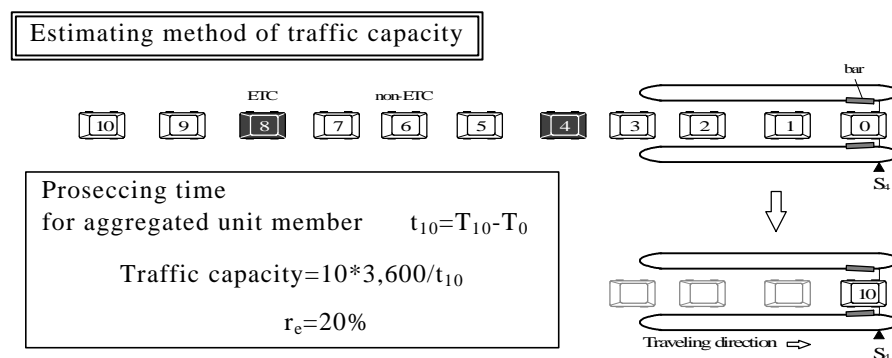 Estimating method of traffic capacity
bar
ETC
non-ETC
10 9 8 7 6 5 4 3 2 1 0
S4
Proseccing time
for aggregated unit member t10=T10-T0
Traffic capacity=10*3,600/t10
re=20%
10
Traveling direction
S4